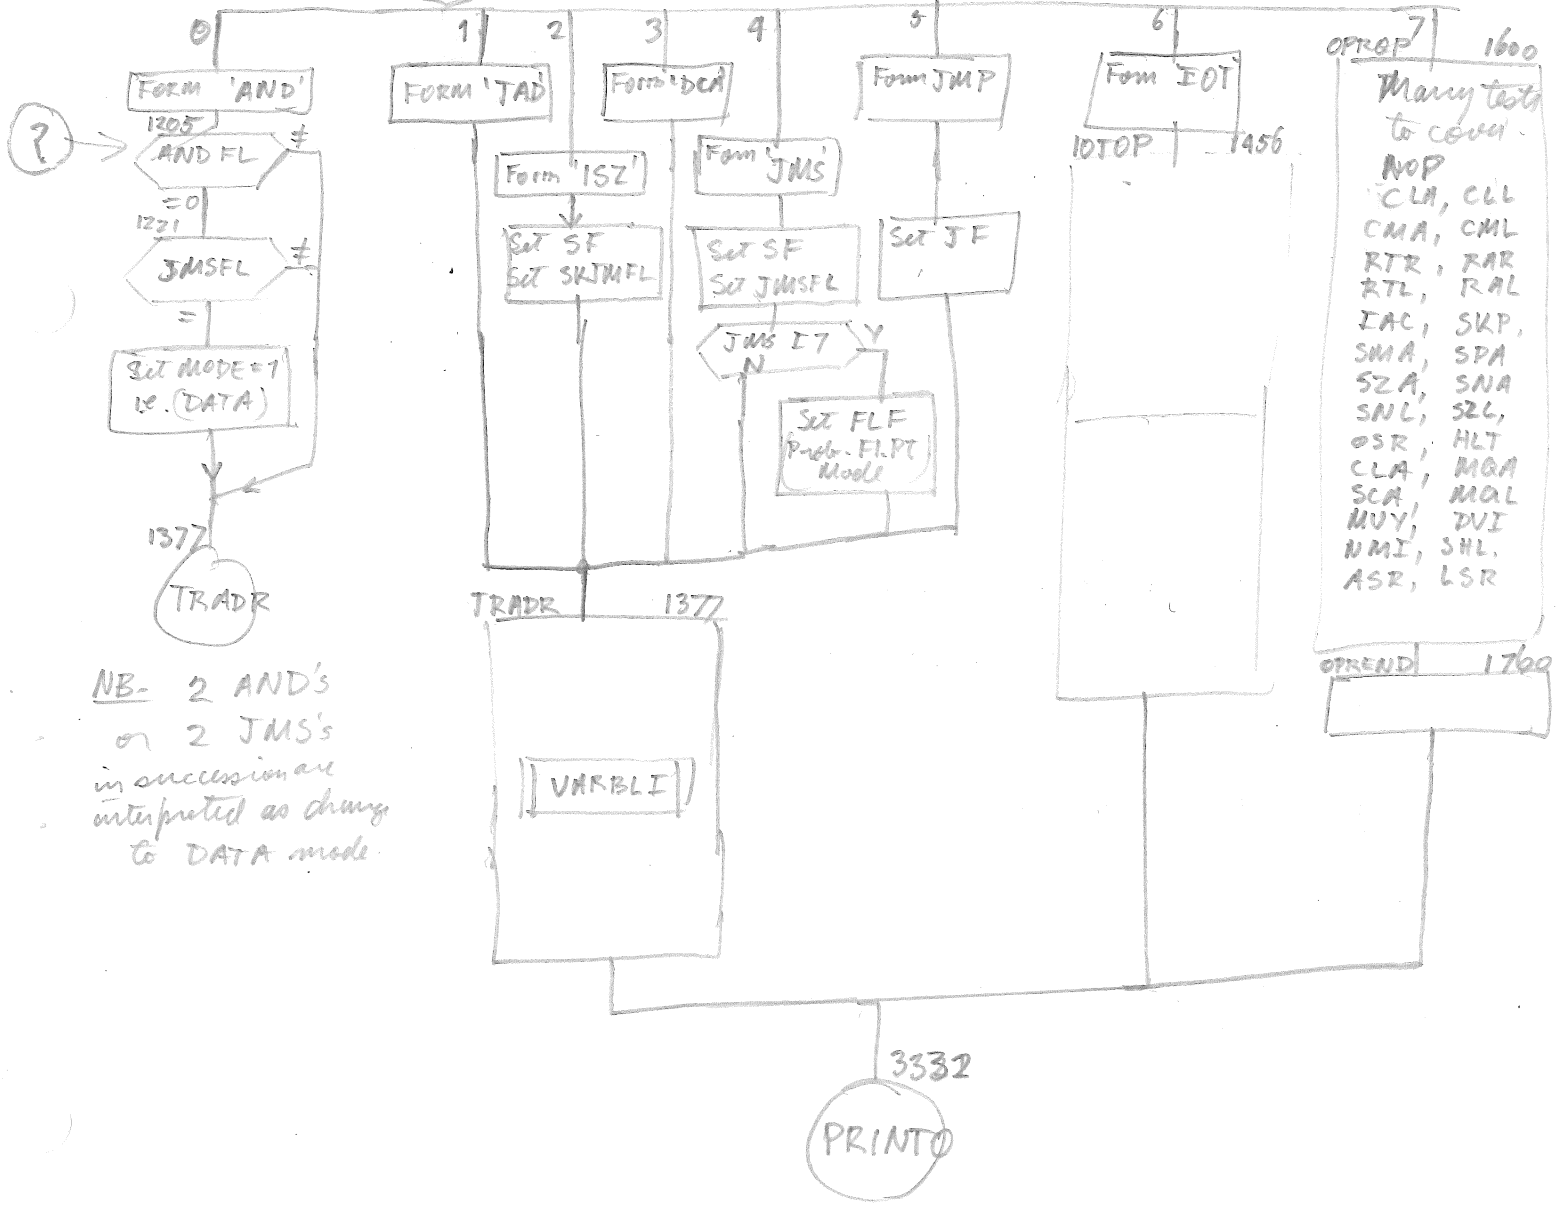 0
1
2
3
4
5
6
7
OPROP
1600
Form 'AND'
FORM 'TAD'
Form 'DCA'
Form JMP
Form 'IOT'
Many tests
to cover.
NOP
CLA, CLL
CMA, CML
RTR, RAR
RTL, RAL
IAC, SKP,
SMA, SPA
SZA, SNA
SNL, SZL,
OSR, HLT
CLA, MQA
SCA, MQL
MUY, DVI
NMI, SHL.
ASR, LSR
OPREND
1760
?
1205
ANDFL
≠
=0
1221
JMSFL
≠
=
Set MODE=1
i.e. (DATA)
1377
TRADR
NB- 2 AND's
or 2 JMS's
in succession are
interpreted as change
to DATA mode.
Form 'ISZ'
Set SF
Set SKJMFL
Form 'JMS'
Set SF
Set JMSFL
JMS I 7
Y
N
Set FLF
Prob. Fl.PT
Mode
Set JF
IOTOP
1456
TRADR
1377
VARBLI
3332
PRINTO